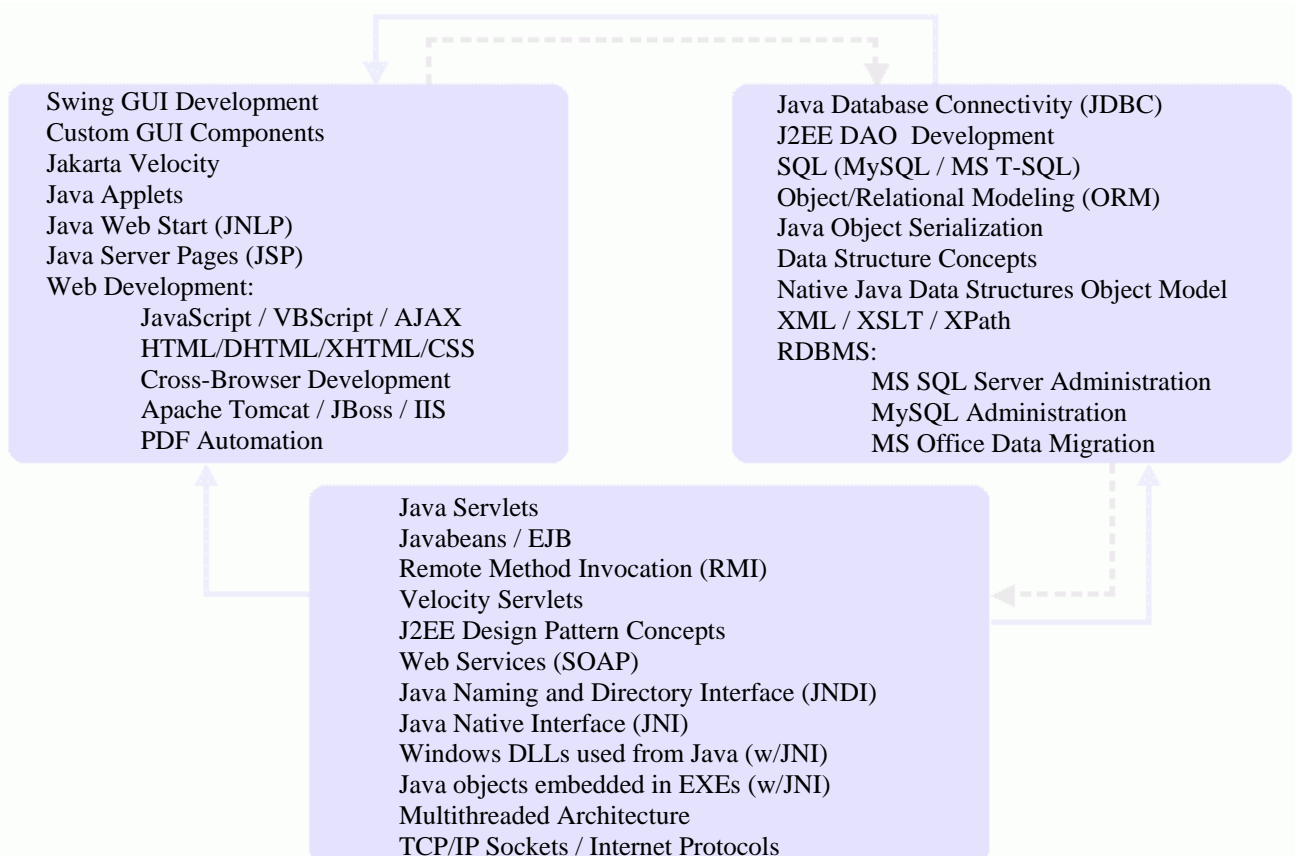 Swing GUI Development
Custom GUI Components
Jakarta Velocity
Java Applets
Java Web Start (JNLP)
Java Server Pages (JSP)
Web Development:
JavaScript / VBScript / AJAX
HTML/DHTML/XHTML/CSS
Cross-Browser Development
Apache Tomcat / JBoss / IIS
PDF Automation
Java Database Connectivity (JDBC)
J2EE DAO  Development
SQL (MySQL / MS T-SQL)
Object/Relational Modeling (ORM)
Java Object Serialization
Data Structure Concepts
Native Java Data Structures Object Model
XML / XSLT / XPath
RDBMS:
MS SQL Server Administration
MySQL Administration
MS Office Data Migration
Java Servlets
Javabeans / EJB
Remote Method Invocation (RMI)
Velocity Servlets
J2EE Design Pattern Concepts
Web Services (SOAP)
Java Naming and Directory Interface (JNDI)
Java Native Interface (JNI)
Windows DLLs used from Java (w/JNI)
Java objects embedded in EXEs (w/JNI)
Multithreaded Architecture
TCP/IP Sockets / Internet Protocols